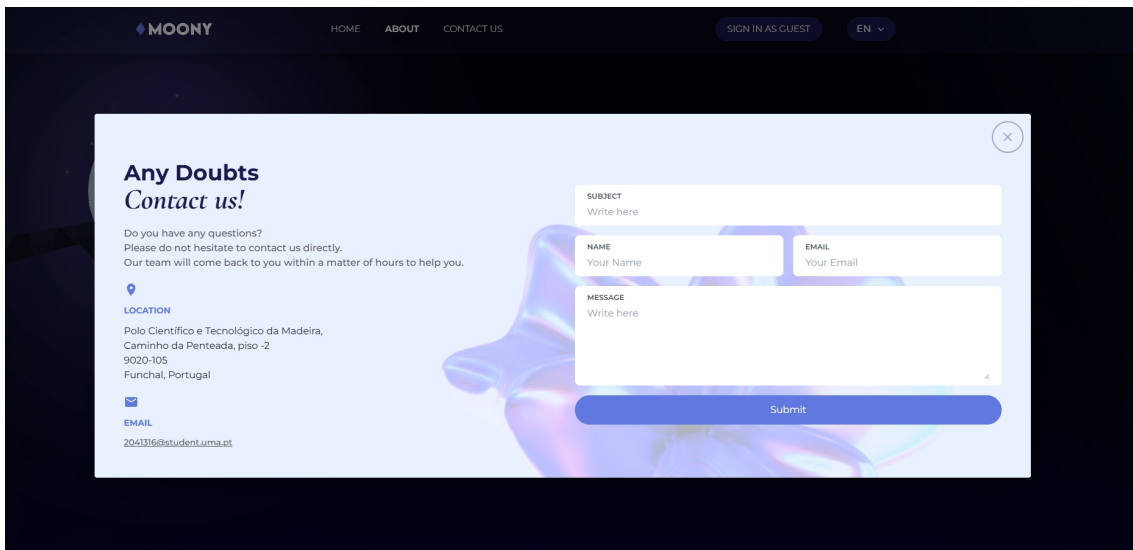 MOONY
HOME ABOUT CONTACT US
SIGN IN AS GUEST
EN
Any Doubts
Contact us!
Do you have any questions?
Please do not hesitate to contact us directly.
Our team will come back to you within a matter of hours to help you.
LOCATION
Polo Científico e Tecnológico da Madeira,
Caminho da Penteada, piso -2
9020-105
Funchal, Portugal
EMAIL
2041316@student.uma.pt
SUBJECT
Write here
NAME
Your Name
EMAIL
Your Email
MESSAGE
Write here
Submit